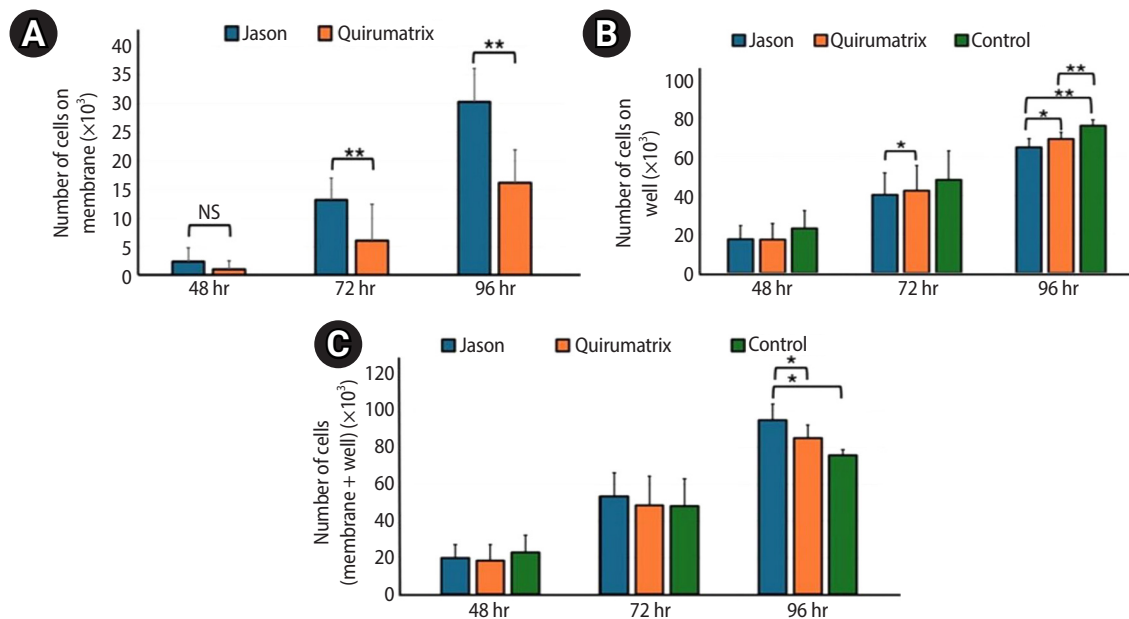 A
Jason Quirumatrix
Number of cells on
membrane (×10³)
40
35
30
25
20
15
10
5
0
NS
**
**
48 hr 72 hr 96 hr
B
Jason Quirumatrix Control
Number of cells on
well (×10³)
100
80
60
40
20
0
*
**
**
*
48 hr 72 hr 96 hr
C
Jason Quirumatrix Control
Number of cells
(membrane + well) (×10³)
120
100
80
60
40
20
0
*
*
48 hr 72 hr 96 hr